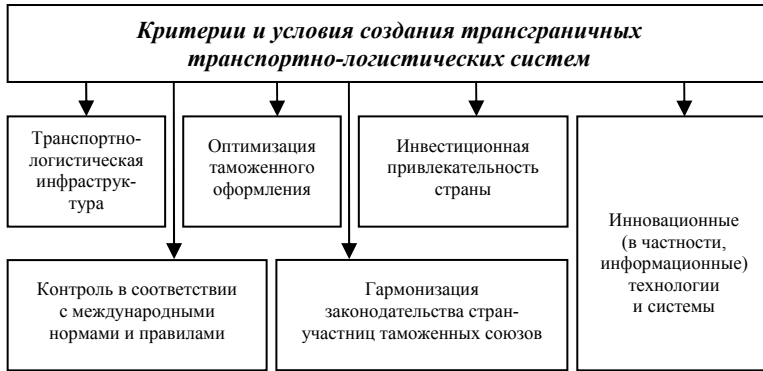 Критерии и условия создания трансграничных
транспортно-логистических систем
Транспортно-
логистическая
инфраструк-
тура
Оптимизация
таможенного
оформления
Инвестиционная
привлекательность
страны
Инновационные
(в частности,
информационные)
технологии
и системы
Контроль в соответствии
с международными
нормами и правилами
Гармонизация
законодательства стран-
участниц таможенных союзов